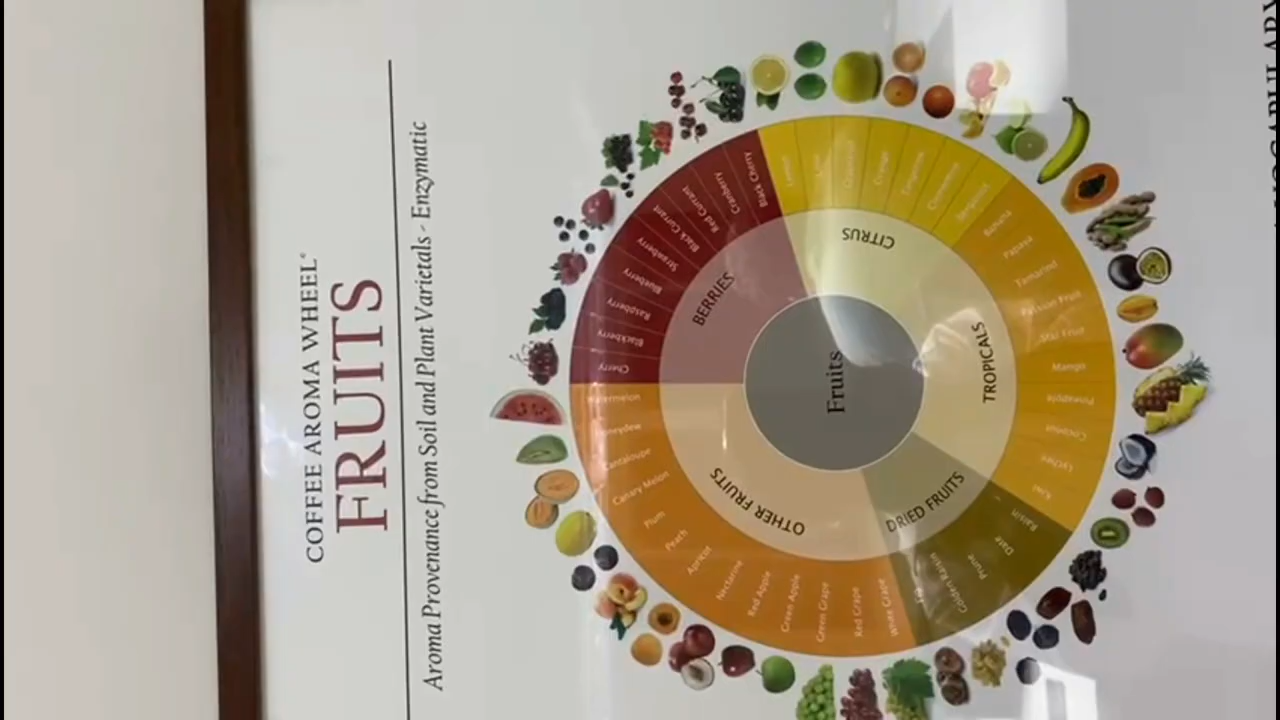 COFFEE AROMA WHEEL®
FRUITS
Aroma Provenance from Soil and Plant Varietals - Enzymatic
Fruits
CITRUS
Orange
Tangerine
Clementine
Bergamot
TROPICALS
Banana
Papaya
Tamarind
Passion Fruit
Star Fruit
Mango
Pineapple
Coconut
Lychee
Kiwi
DRIED FRUITS
Raisin
Date
Prune
Golden Raisin
OTHER FRUITS
White Grape
Red Grape
Green Grape
Green Apple
Red Apple
Nectarine
Apricot
Peach
Plum
Canary Melon
Cantaloupe
Honeydew
Watermelon
BERRIES
Cherry
Blackberry
Raspberry
Blueberry
Strawberry
Black Currant
Red Currant
Cranberry
Black Cherry